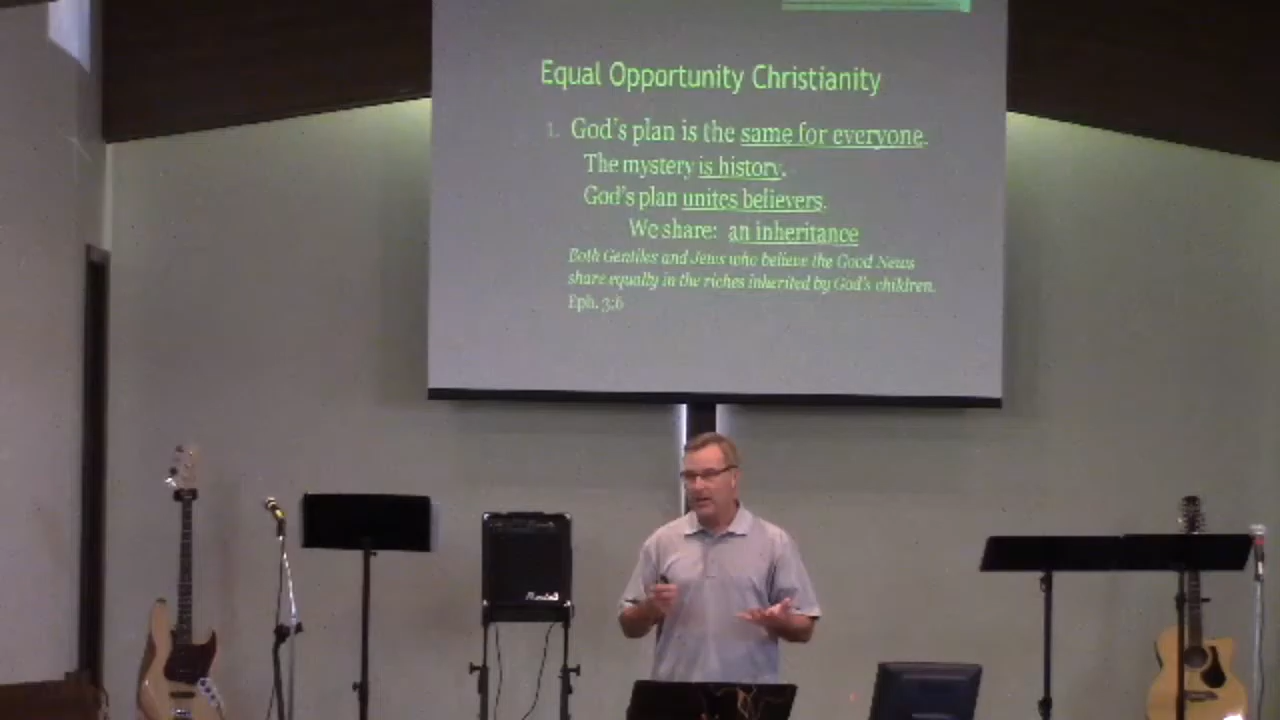 Equal Opportunity Christianity
1. God's plan is the same for everyone.
The mystery is history.
God's plan unites believers.
We share: an inheritance
Both Gentiles and Jews who believe the Good News
share equally in the riches inherited by God's children.
Eph. 3:6
Marshall